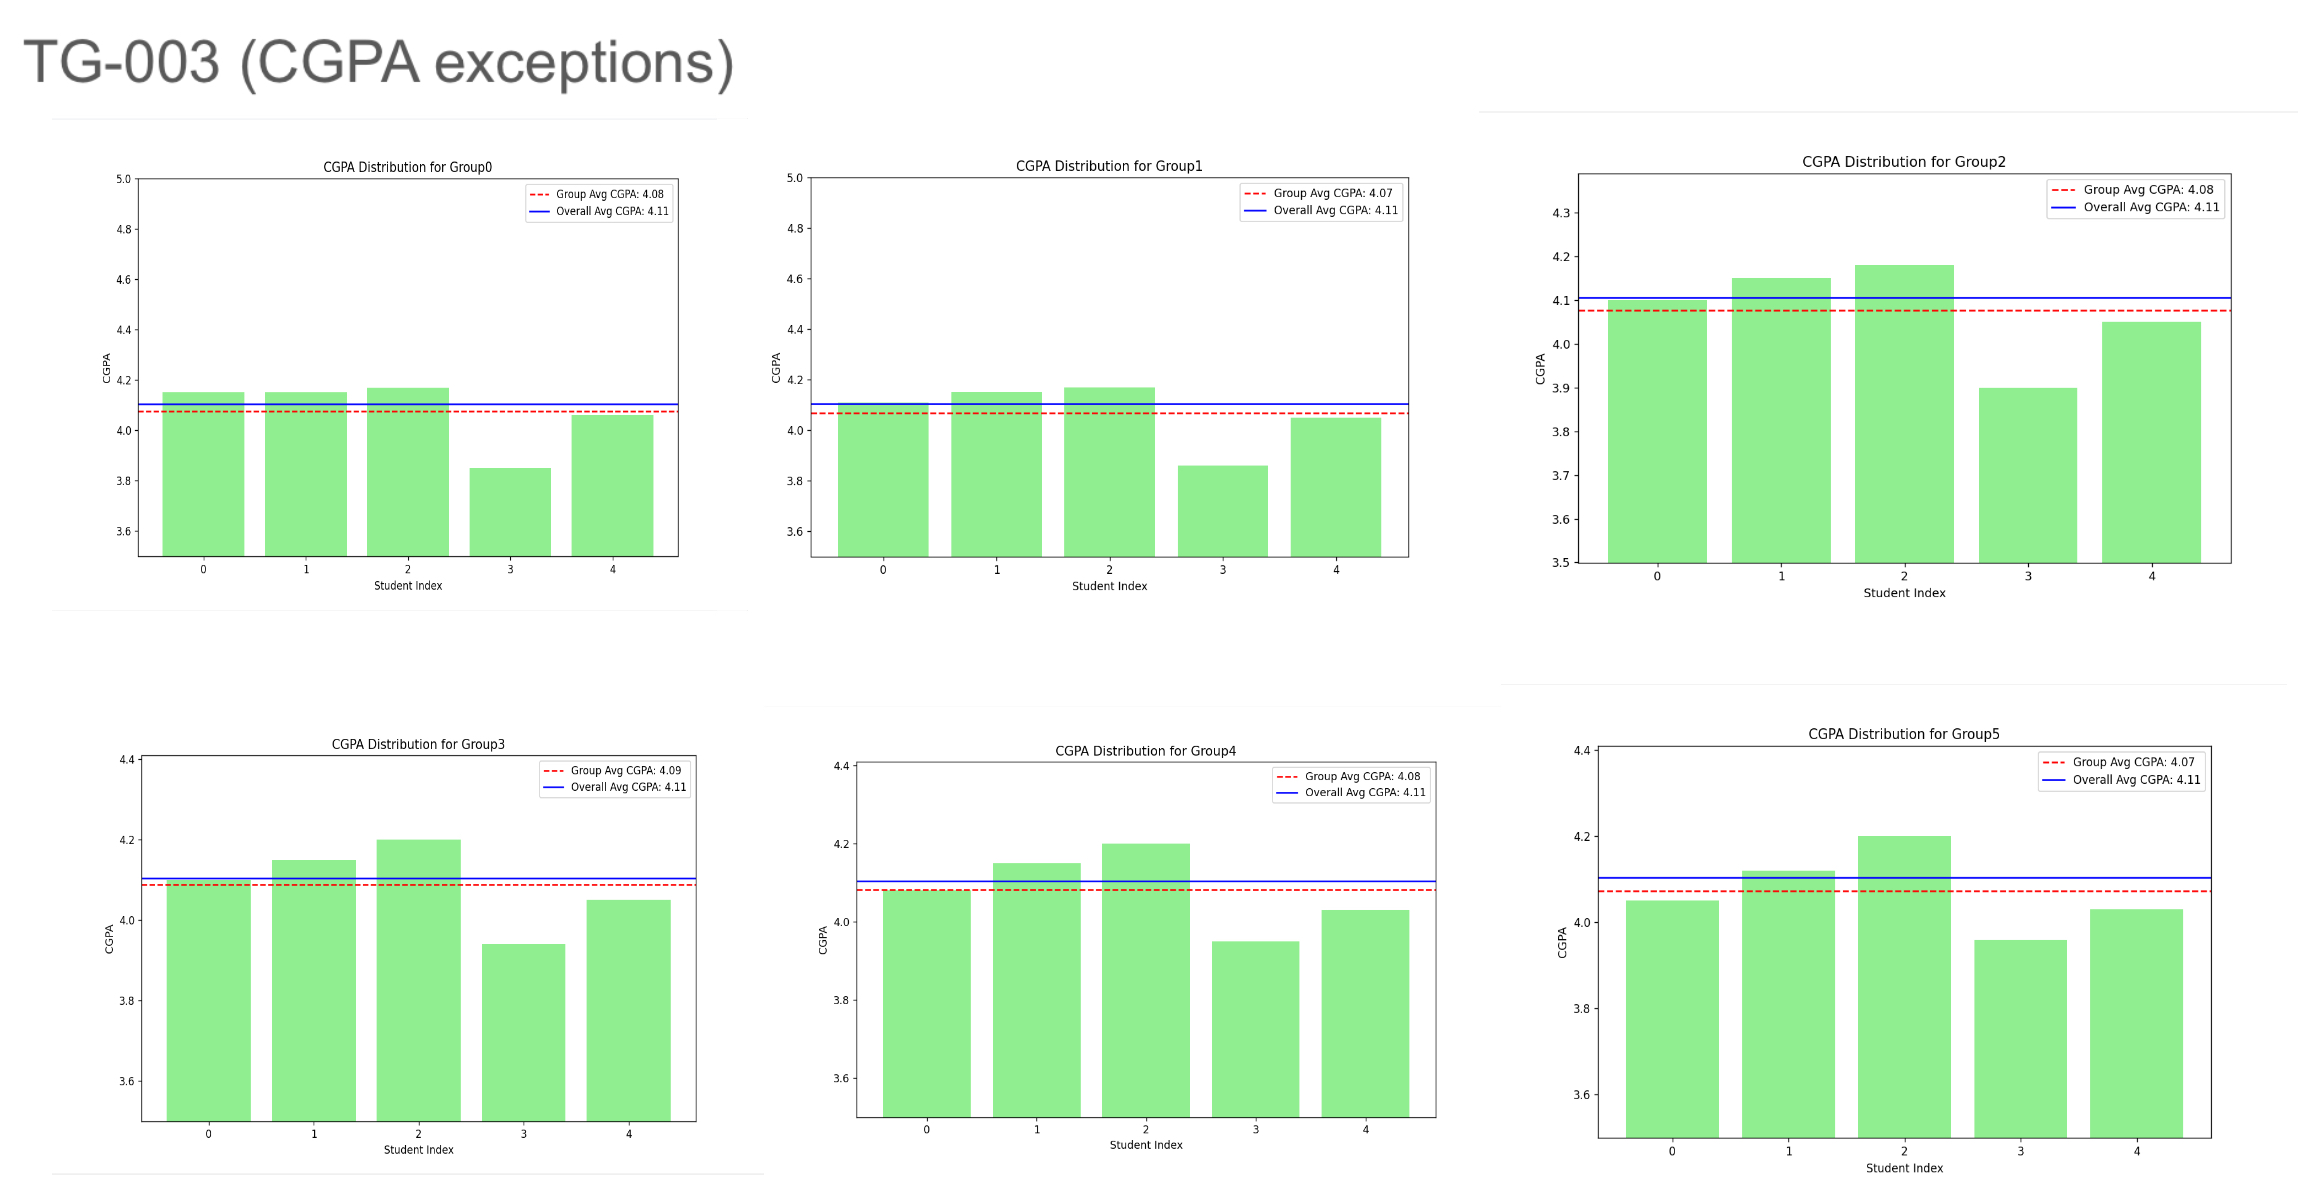 TG-003 (CGPA exceptions)
CGPA Distribution for Group0
Group Avg CGPA: 4.08
Overall Avg CGPA: 4.11
CGPA
5.0
4.8
4.6
4.4
4.2
4.0
3.8
3.6
0 1 2 3 4
Student Index
CGPA Distribution for Group1
Group Avg CGPA: 4.07
Overall Avg CGPA: 4.11
CGPA
5.0
4.8
4.6
4.4
4.2
4.0
3.8
3.6
0 1 2 3 4
Student Index
CGPA Distribution for Group2
Group Avg CGPA: 4.08
Overall Avg CGPA: 4.11
CGPA
4.3
4.2
4.1
4.0
3.9
3.8
3.7
3.6
3.5
0 1 2 3 4
Student Index
CGPA Distribution for Group3
Group Avg CGPA: 4.09
Overall Avg CGPA: 4.11
CGPA
4.4
4.2
4.0
3.8
3.6
0 1 2 3 4
Student Index
CGPA Distribution for Group4
Group Avg CGPA: 4.08
Overall Avg CGPA: 4.11
CGPA
4.4
4.2
4.0
3.8
3.6
0 1 2 3 4
Student Index
CGPA Distribution for Group5
Group Avg CGPA: 4.07
Overall Avg CGPA: 4.11
CGPA
4.4
4.2
4.0
3.8
3.6
0 1 2 3 4
Student Index